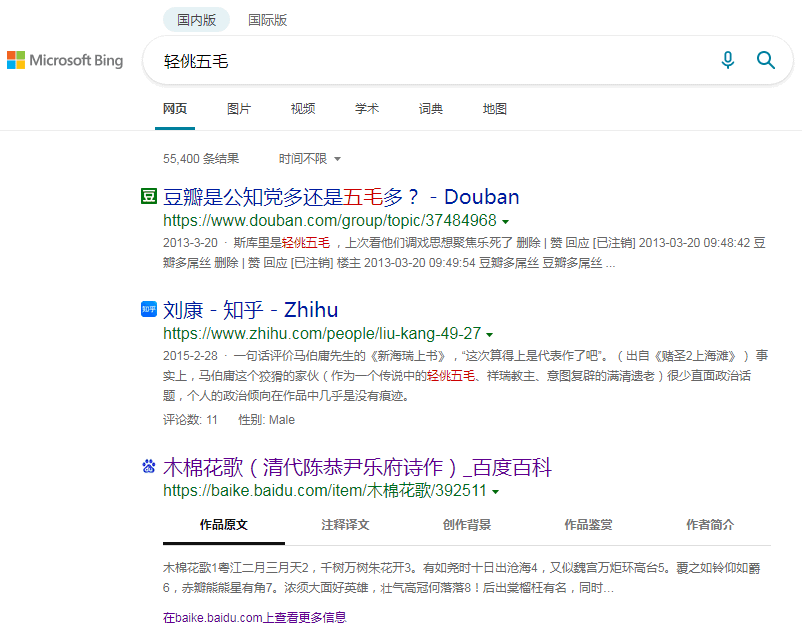 国内版 国际版
Microsoft Bing 轻佻五毛
网页 图片 视频 学术 词典 地图
55,400 条结果 时间不限
豆瓣是公知党多还是五毛多？ - Douban
https://www.douban.com/group/topic/37484968
2013-3-20 · 斯库里是轻佻五毛 ，上次看他们调戏思想聚焦乐死了 删除 | 赞 回应 [已注销] 2013-03-20 09:48:42 豆
瓣多屌丝 删除 | 赞 回应 [已注销] 楼主 2013-03-20 09:49:54 豆瓣多屌丝 豆瓣多屌丝 ...
知乎 刘康 - 知乎 - Zhihu
https://www.zhihu.com/people/liu-kang-49-27
2015-2-28 · 一句话评价马伯庸先生的《新海瑞上书》，“这次算得上是代表作了吧”。（出自《赌圣2上海滩》 ） 事
实上，马伯庸这个狡猾的家伙（作为一个传说中的轻佻五毛、祥瑞教主、意图复辟的满清遗老）很少直面政治话
题，个人的政治倾向在作品中几乎是没有痕迹。
评论数: 11 性别: Male
木棉花歌（清代陈恭尹乐府诗作）_百度百科
https://baike.baidu.com/item/木棉花歌/392511
作品原文 注释译文 创作背景 作品鉴赏 作者简介
木棉花歌1粤江二月三月天2，千树万树朱花开3。有如尧时十日出沧海4，又似魏宫万炬环高台5。覆之如铃仰如爵
6，赤瓣熊熊星有角7。浓须大面好英雄，壮气高冠何落落8！后出棠榴枉有名，同时...
在baike.baidu.com上查看更多信息